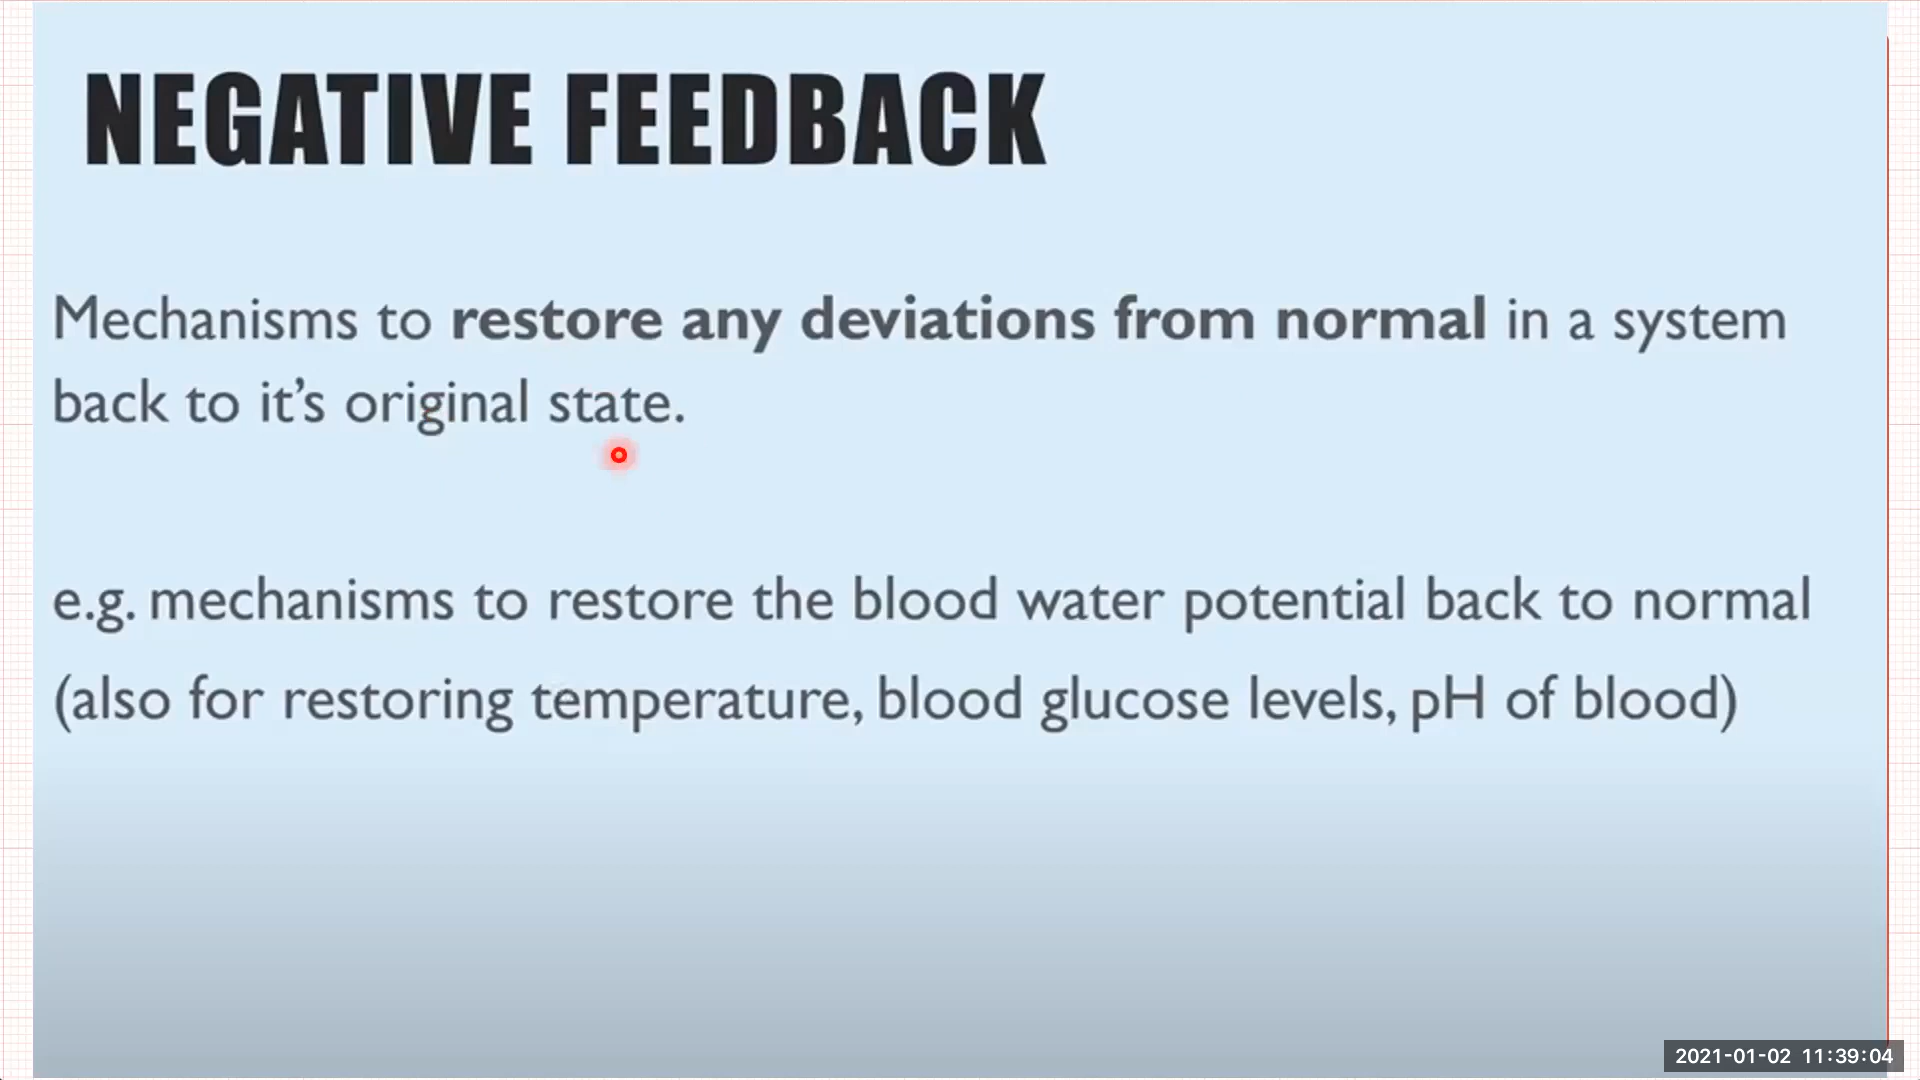 NEGATIVE FEEDBACK
Mechanisms to restore any deviations from normal in a system
back to it’s original state.
e.g. mechanisms to restore the blood water potential back to normal
(also for restoring temperature, blood glucose levels, pH of blood)
2021-01-02 11:39:04